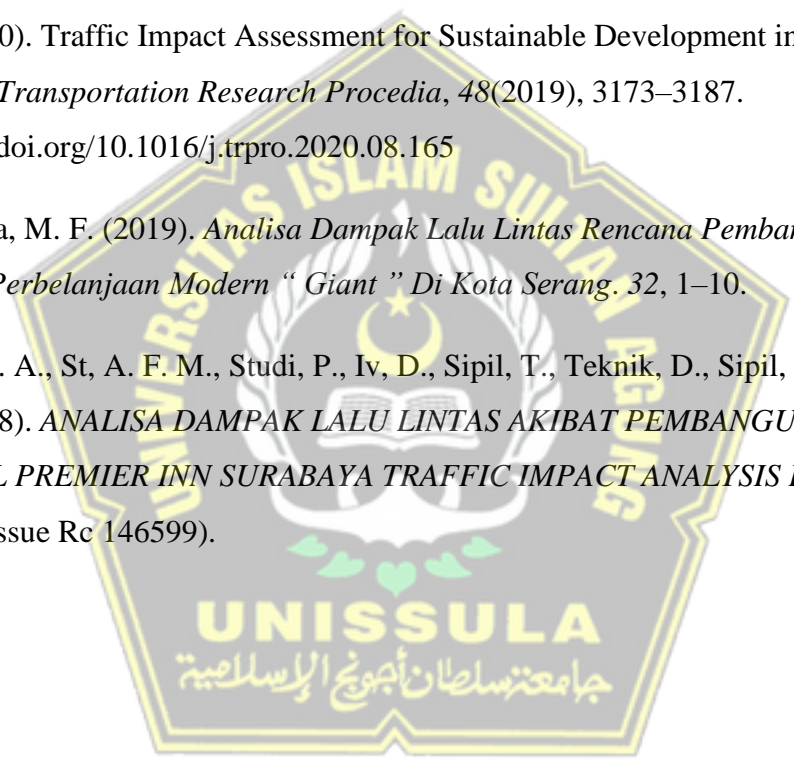 0). Traffic Impact Assessment for Sustainable Development in
Transportation Research Procedia, 48(2019), 3173–3187.
doi.org/10.1016/j.trpro.2020.08.165
a, M. F. (2019). Analisa Dampak Lalu Lintas Rencana Pemba
Perbelanjaan Modern “ Giant ” Di Kota Serang. 32, 1–10.
. A., St, A. F. M., Studi, P., Iv, D., Sipil, T., Teknik, D., Sipil,
8). ANALISA DAMPAK LALU LINTAS AKIBAT PEMBANGU
L PREMIER INN SURABAYA TRAFFIC IMPACT ANALYSIS
ssue Rc 146599).
UNIVERSITAS ISLAM SULTAN AGUNG
UNISSULA
جامعتسلطان أجونج الإسلامية